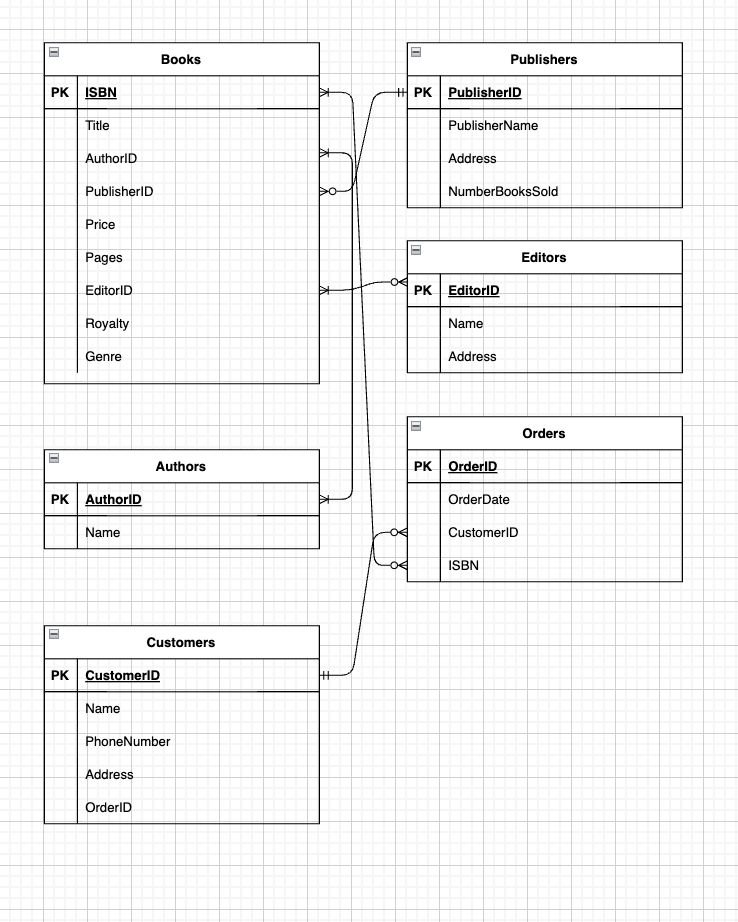 Books
PK ISBN
Title
AuthorID
PublisherID
Price
Pages
EditorID
Royalty
Genre
Publishers
PK PublisherID
PublisherName
Address
NumberBooksSold
Editors
PK EditorID
Name
Address
Authors
PK AuthorID
Name
Orders
PK OrderID
OrderDate
CustomerID
ISBN
Customers
PK CustomerID
Name
PhoneNumber
Address
OrderID